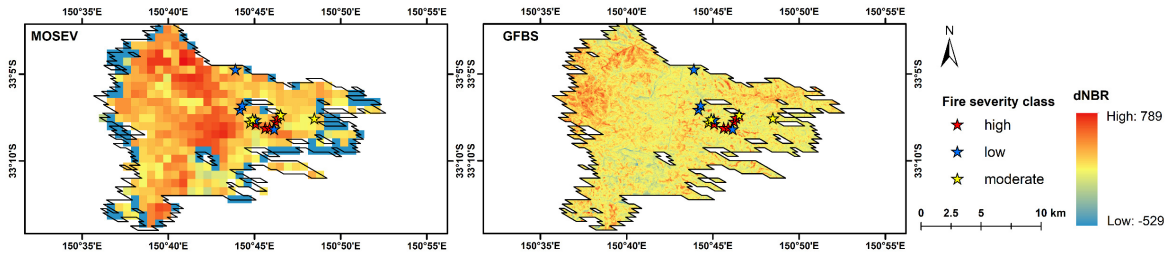 150°35'E 150°40'E 150°45'E 150°50'E 150°55'E
150°35'E 150°40'E 150°45'E 150°50'E 150°55'E
MOSEV
GFBS
33°5'S
33°10'S
33°5'S
33°10'S
150°35'E 150°40'E 150°45'E 150°50'E 150°55'E
150°35'E 150°40'E 150°45'E 150°50'E 150°55'E
N
Fire severity class
high
low
moderate
0 2.5 5 10 km
dNBR
High: 789
Low: -529